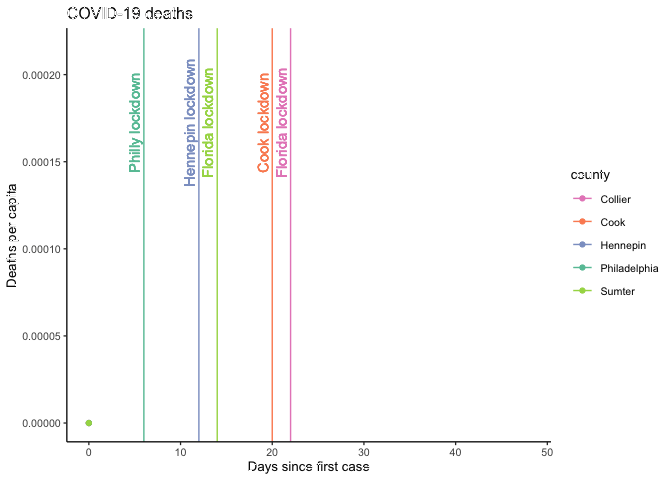 COVID-19 deaths
Deaths per capita
0.00020
0.00015
0.00010
0.00005
0.00000
Philly lockdown
Hennepin lockdown
Florida lockdown
Cook lockdown
Florida lockdown
0
10
20
30
40
50
Days since first case
county
Collier
Cook
Hennepin
Philadelphia
Sumter